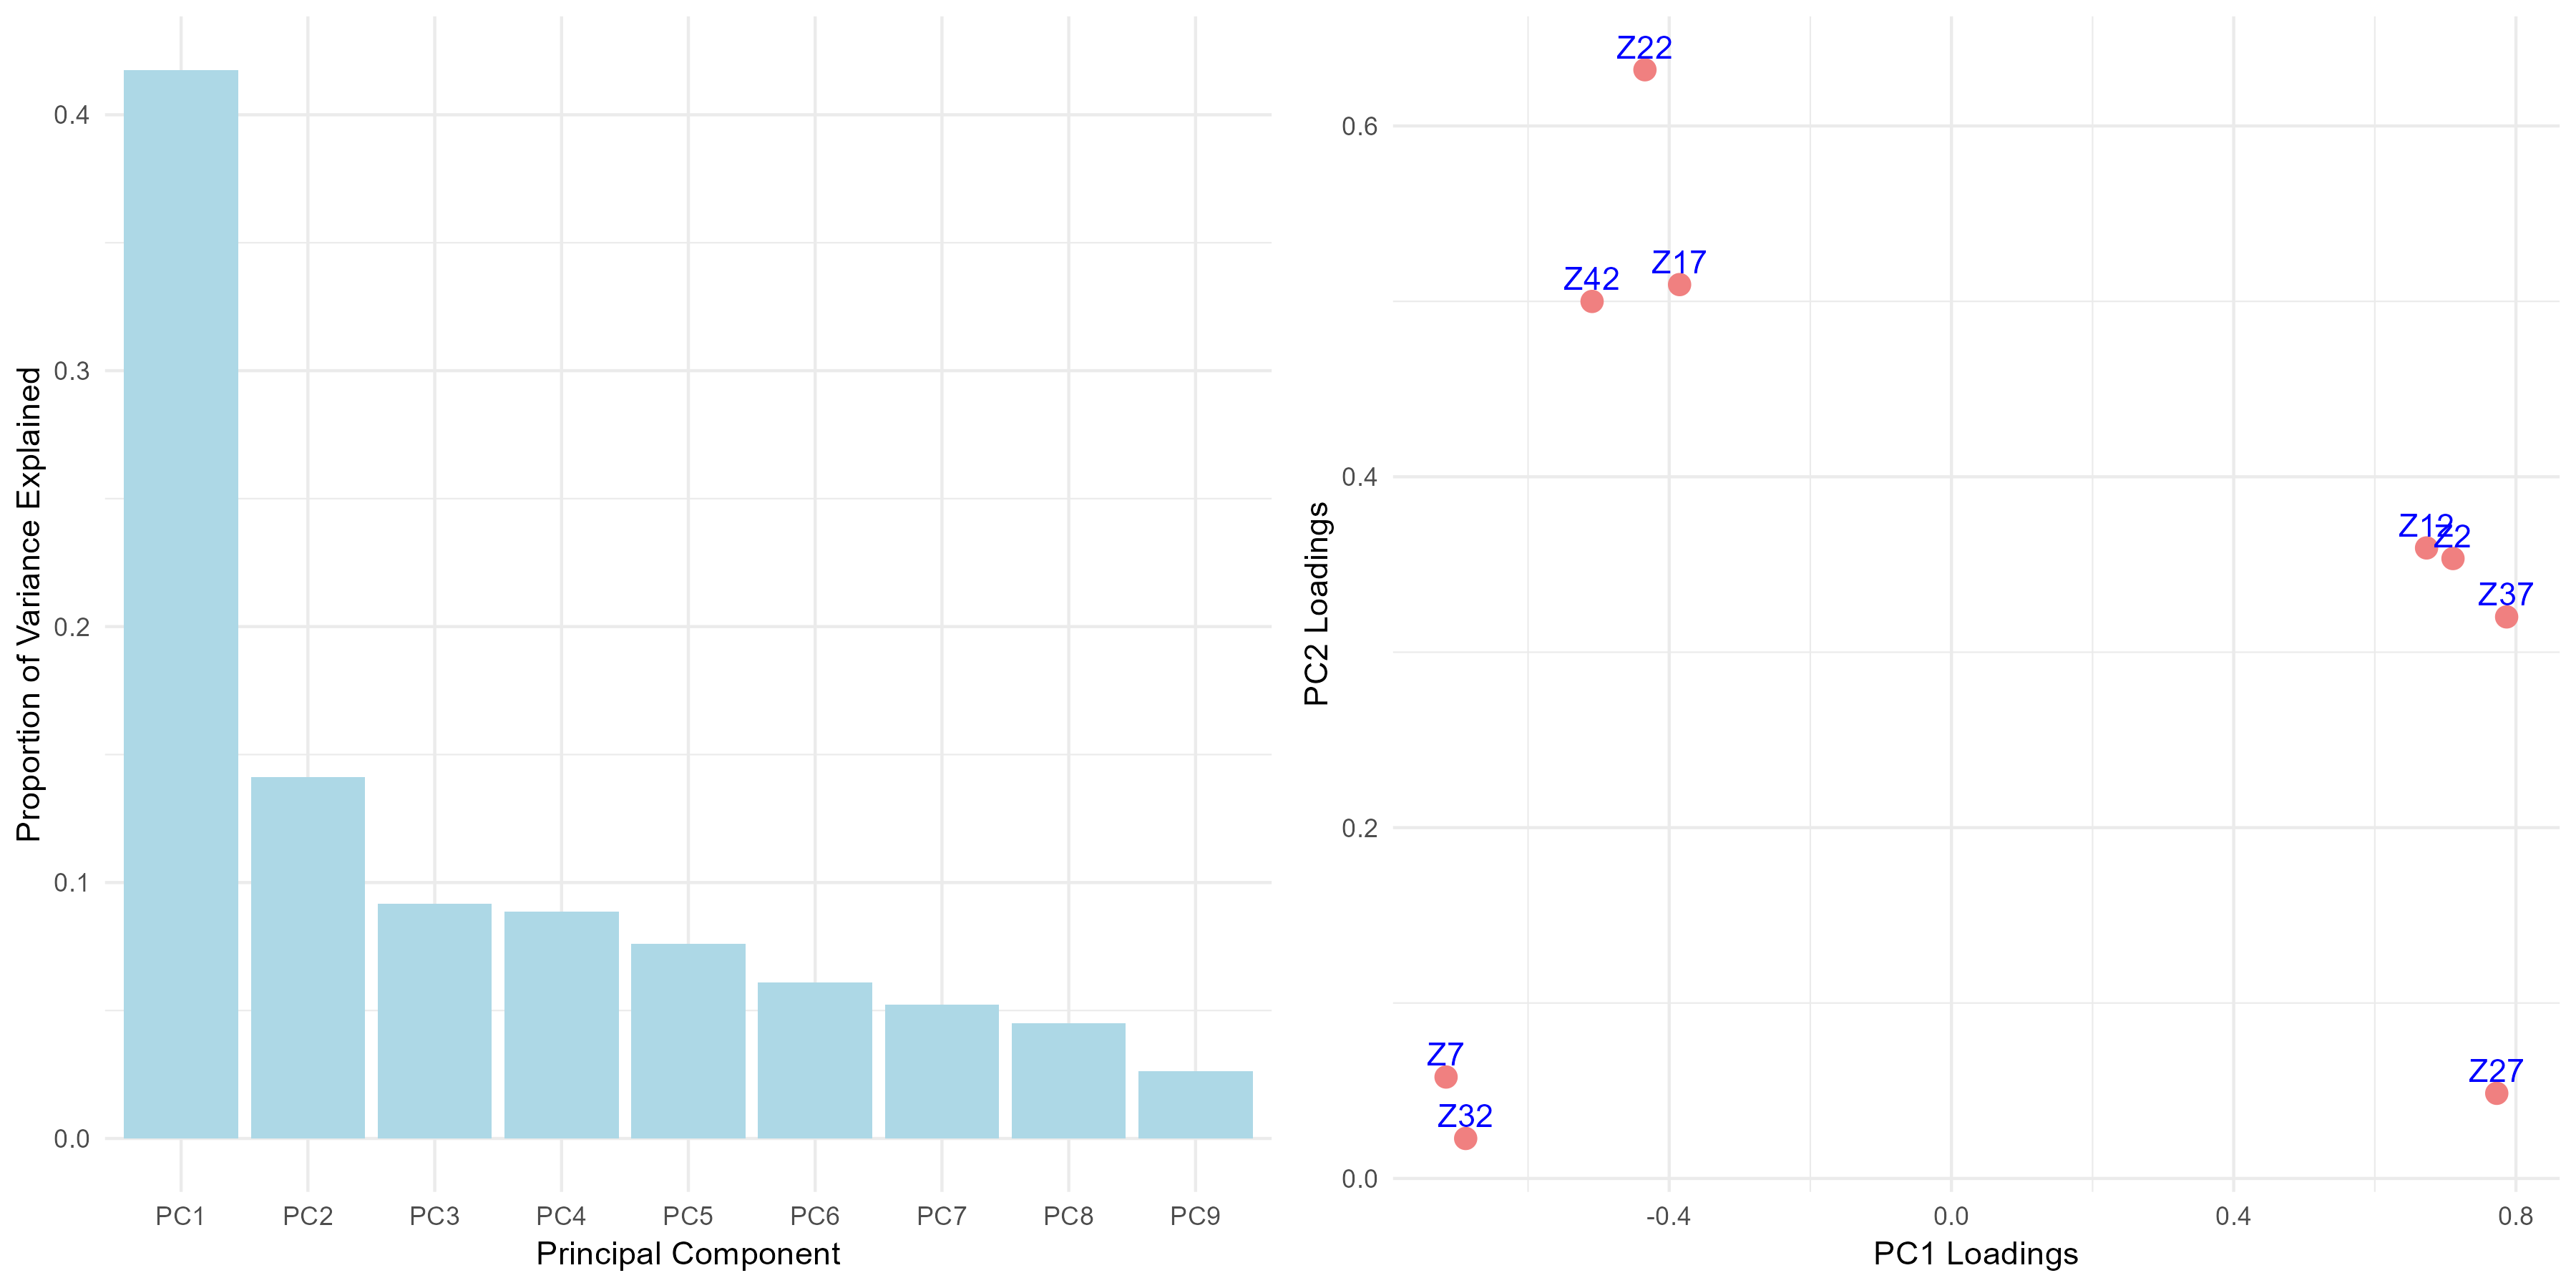 Proportion of Variance Explained
0.4
0.3
0.2
0.1
0.0
PC1 PC2 PC3 PC4 PC5 PC6 PC7 PC8 PC9
Principal Component
PC2 Loadings
0.6
0.4
0.2
0.0
Z22
Z42 Z17
Z12 Z2
Z37
Z7
Z27
Z32
-0.4 0.0 0.4 0.8
PC1 Loadings